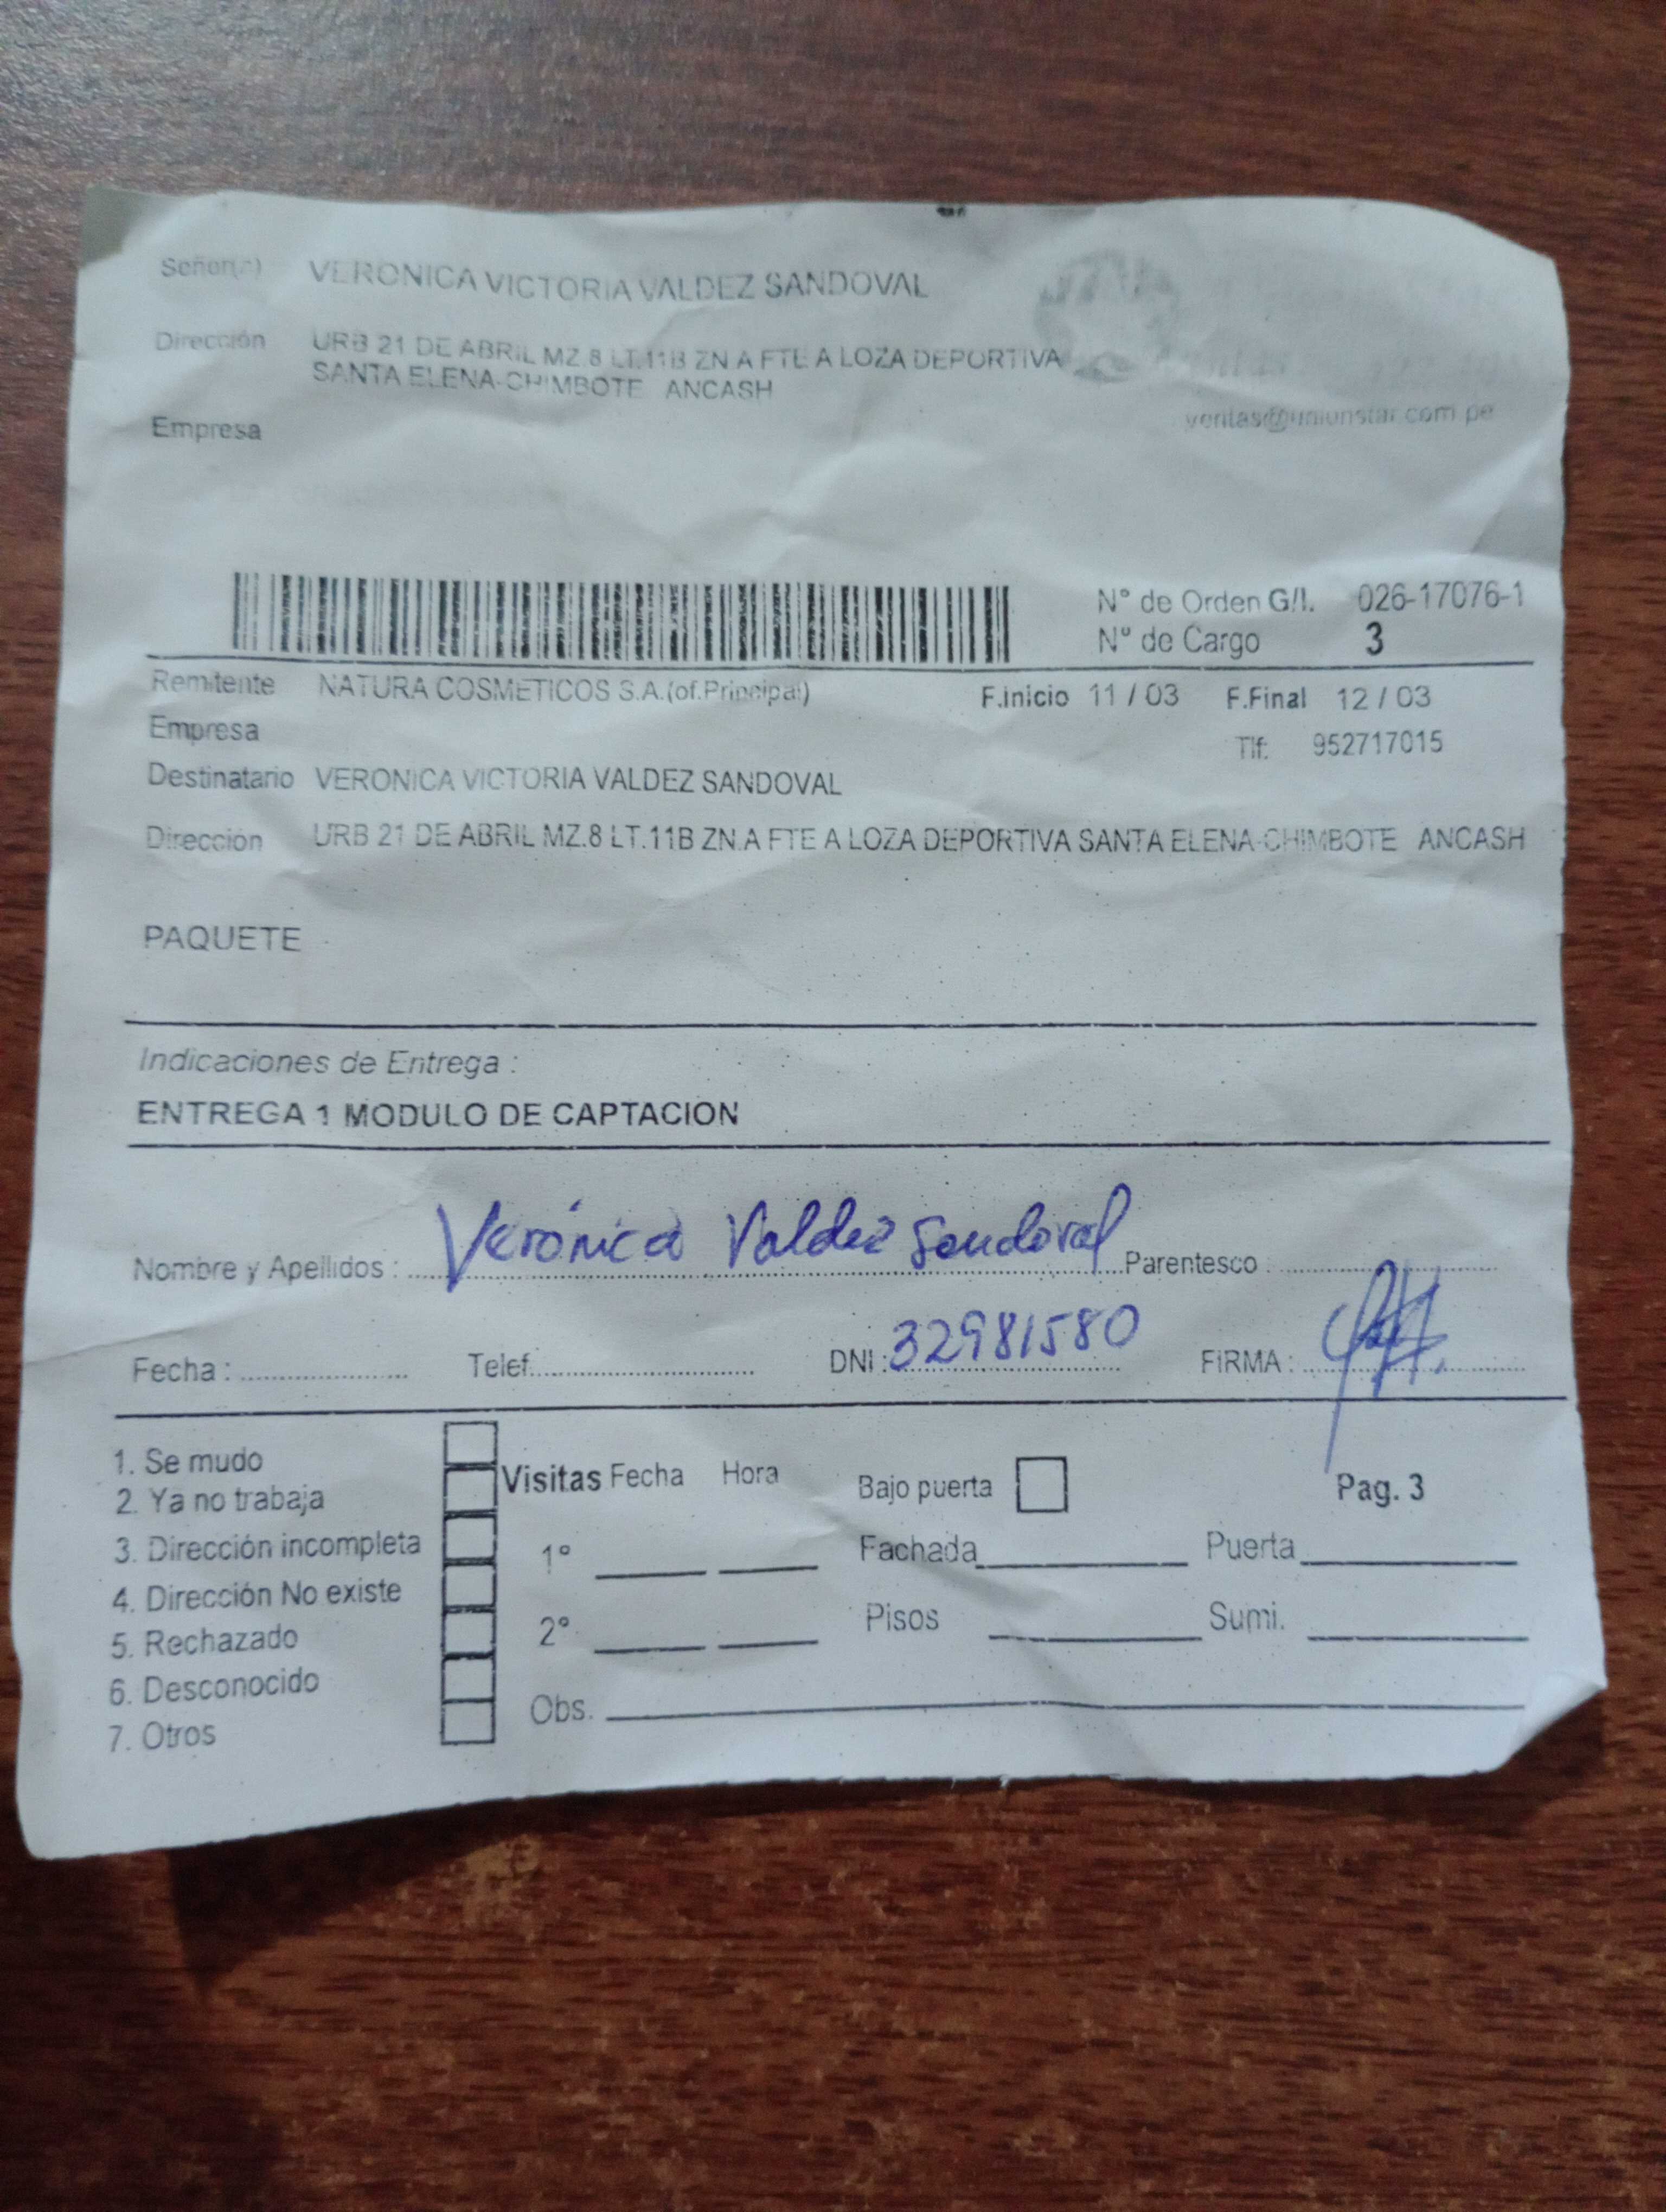 Señor(a) VERONICA VICTORIA VALDEZ SANDOVAL
Dirección URB 21 DE ABRIL MZ.8 LT.11B ZN A FTE A LOZA DEPORTIVA
SANTA ELENA-CHIMBOTE ANCASH
Empresa
ventas@unionstar.com.pe
N° de Orden G/I. 026-17076-1
N° de Cargo 3
Remitente NATURA COSMETICOS S.A.(of.Principal) F.Inicio 11 / 03 F.Final 12 / 03
Empresa Tlf: 952717015
Destinatario VERONICA VICTORIA VALDEZ SANDOVAL
Dirección URB 21 DE ABRIL MZ.8 LT.11B ZN.A FTE A LOZA DEPORTIVA SANTA ELENA-CHIMBOTE ANCASH
PAQUETE
Indicaciones de Entrega :
ENTREGA 1 MODULO DE CAPTACION
Nombre y Apellidos : Verónica Valdez Sandoval Parentesco :
Fecha : Telef. DNI : 32981580 FIRMA :
1. Se mudo
2. Ya no trabaja
3. Dirección incompleta
4. Dirección No existe
5. Rechazado
6. Desconocido
7. Otros
Visitas Fecha Hora
1°
2°
Obs.
Bajo puerta Pag. 3
Fachada Puerta
Pisos Sumi.